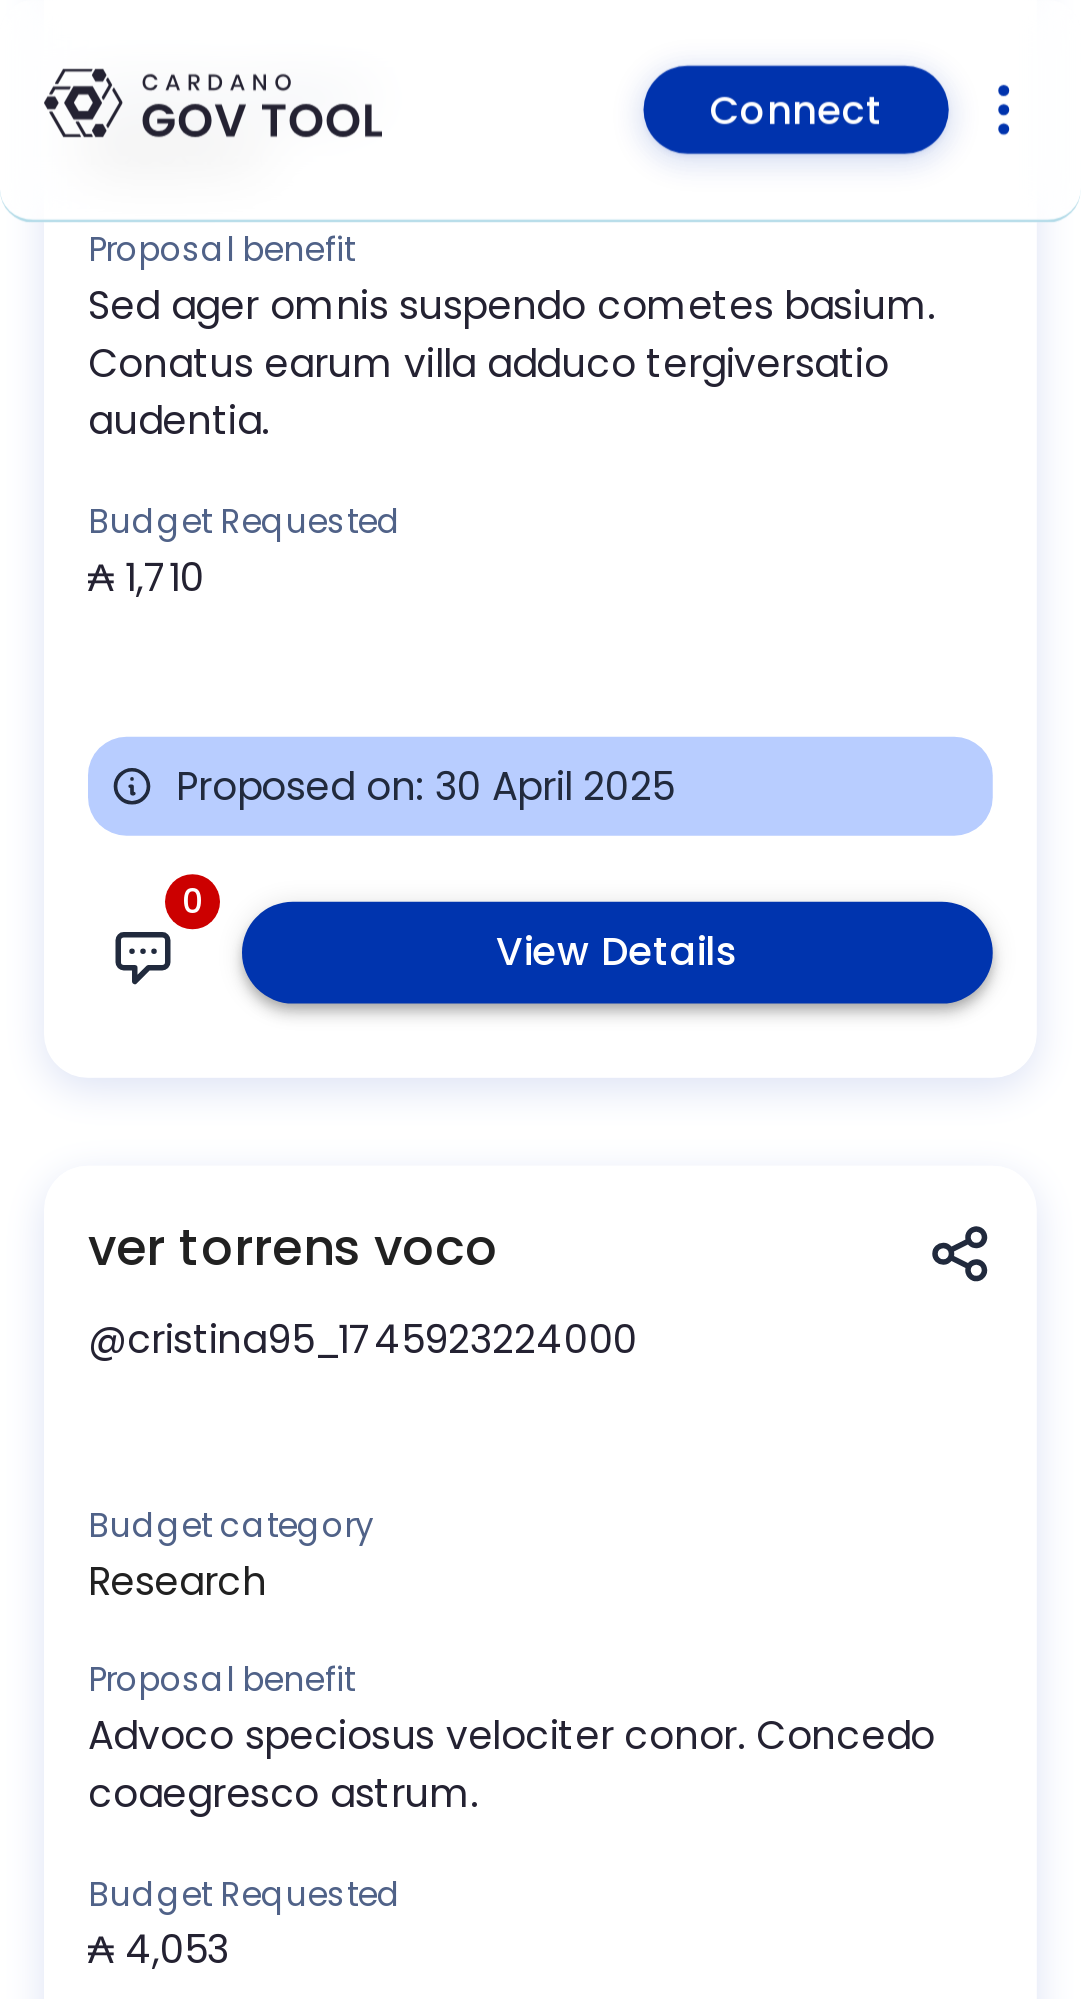 CARDANO
GOV TOOL
Connect
Proposal benefit
Sed ager omnis suspendo cometes basium.
Conatus earum villa adduco tergiversatio
audentia.
Budget Requested
₳ 1,710
Proposed on: 30 April 2025
0
View Details
ver torrens voco
@cristina95_1745923224000
Budget category
Research
Proposal benefit
Advoco speciosus velociter conor. Concedo
coaegresco astrum.
Budget Requested
₳ 4,053